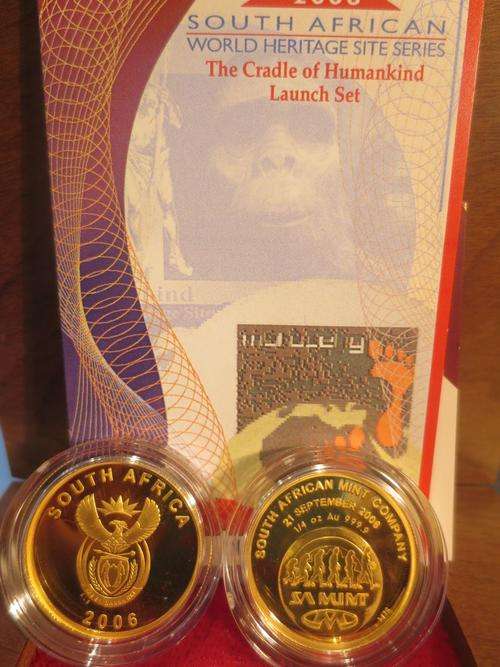 2006
SOUTH AFRICAN
WORLD HERITAGE SITE SERIES
The Cradle of Humankind
Launch Set
SOUTH AFRICA
2006
SOUTH AFRICAN MINT COMPANY
21 SEPTEMBER 2006
1/4 oz Au 999.9
SA MINT